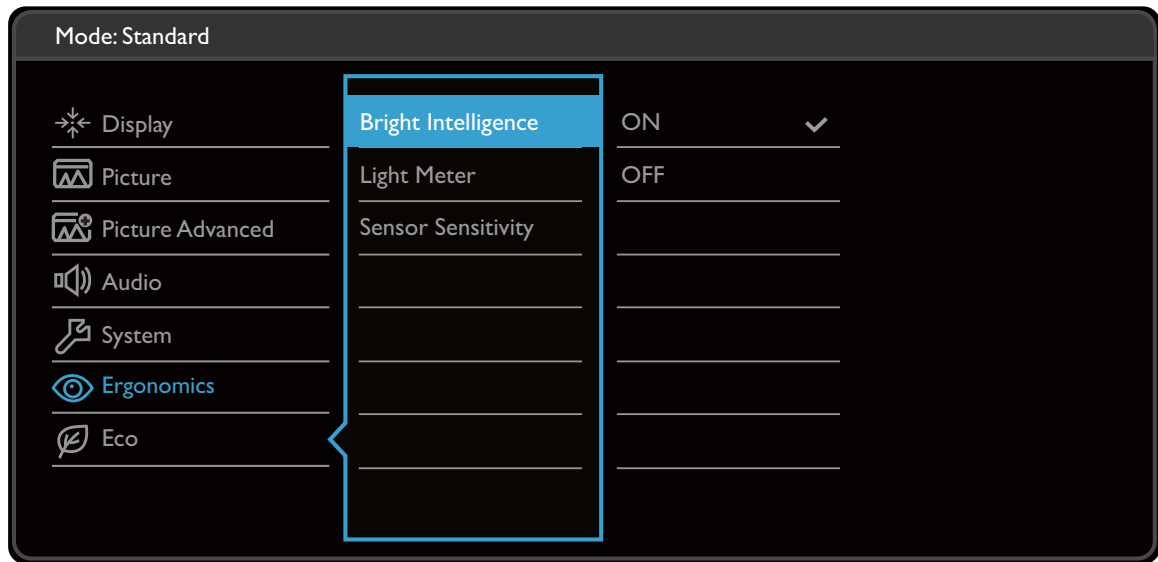 Mode: Standard
Display
Picture
Picture Advanced
Audio
System
Ergonomics
Eco
Bright Intelligence
Light Meter
Sensor Sensitivity
ON
OFF